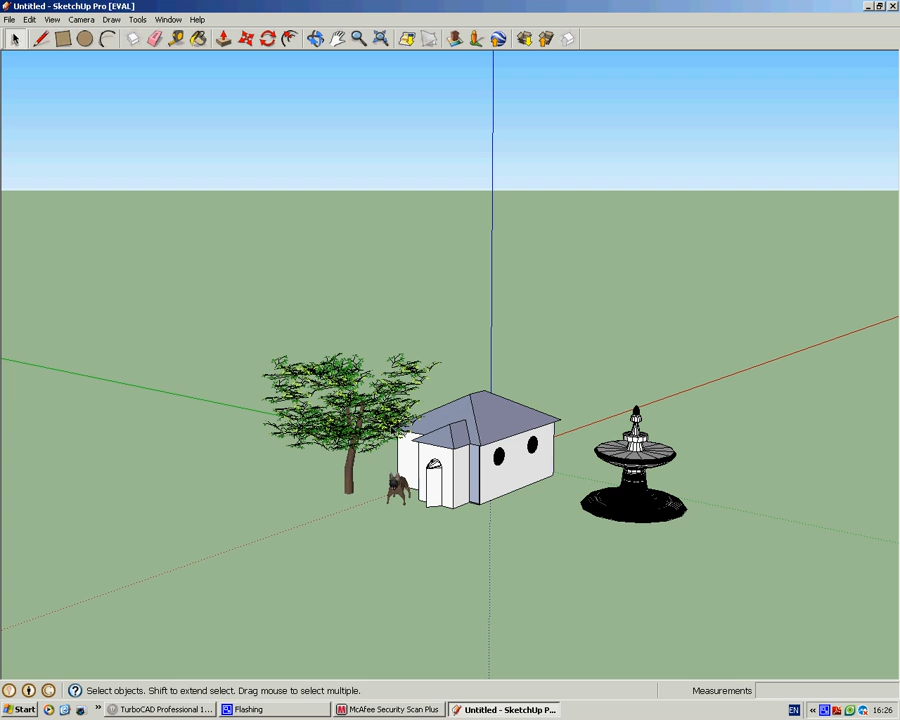 Untitled - SketchUp Pro [EVAL]
File Edit View Camera Draw Tools Window Help
Select objects. Shift to extend select. Drag mouse to select multiple.
Measurements
Start » TurboCAD Professional 1... Flashing McAfee Security Scan Plus Untitled - SketchUp P... EN « 16:26